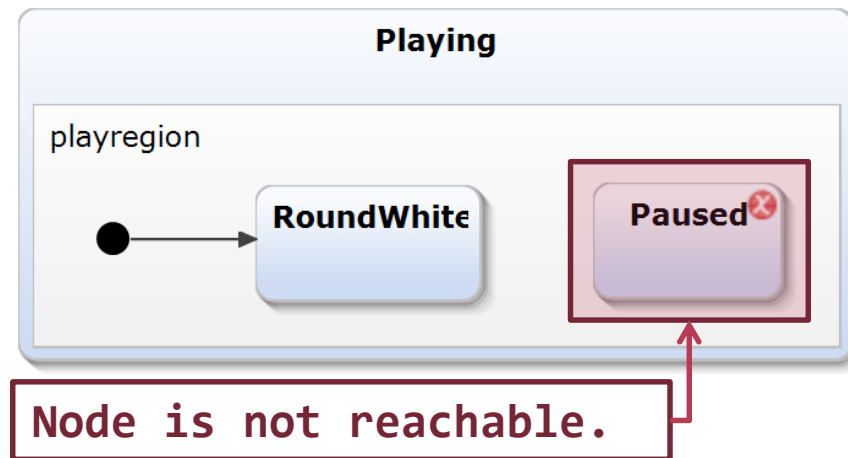 Playing
playregion
RoundWhite
Paused
Node is not reachable.